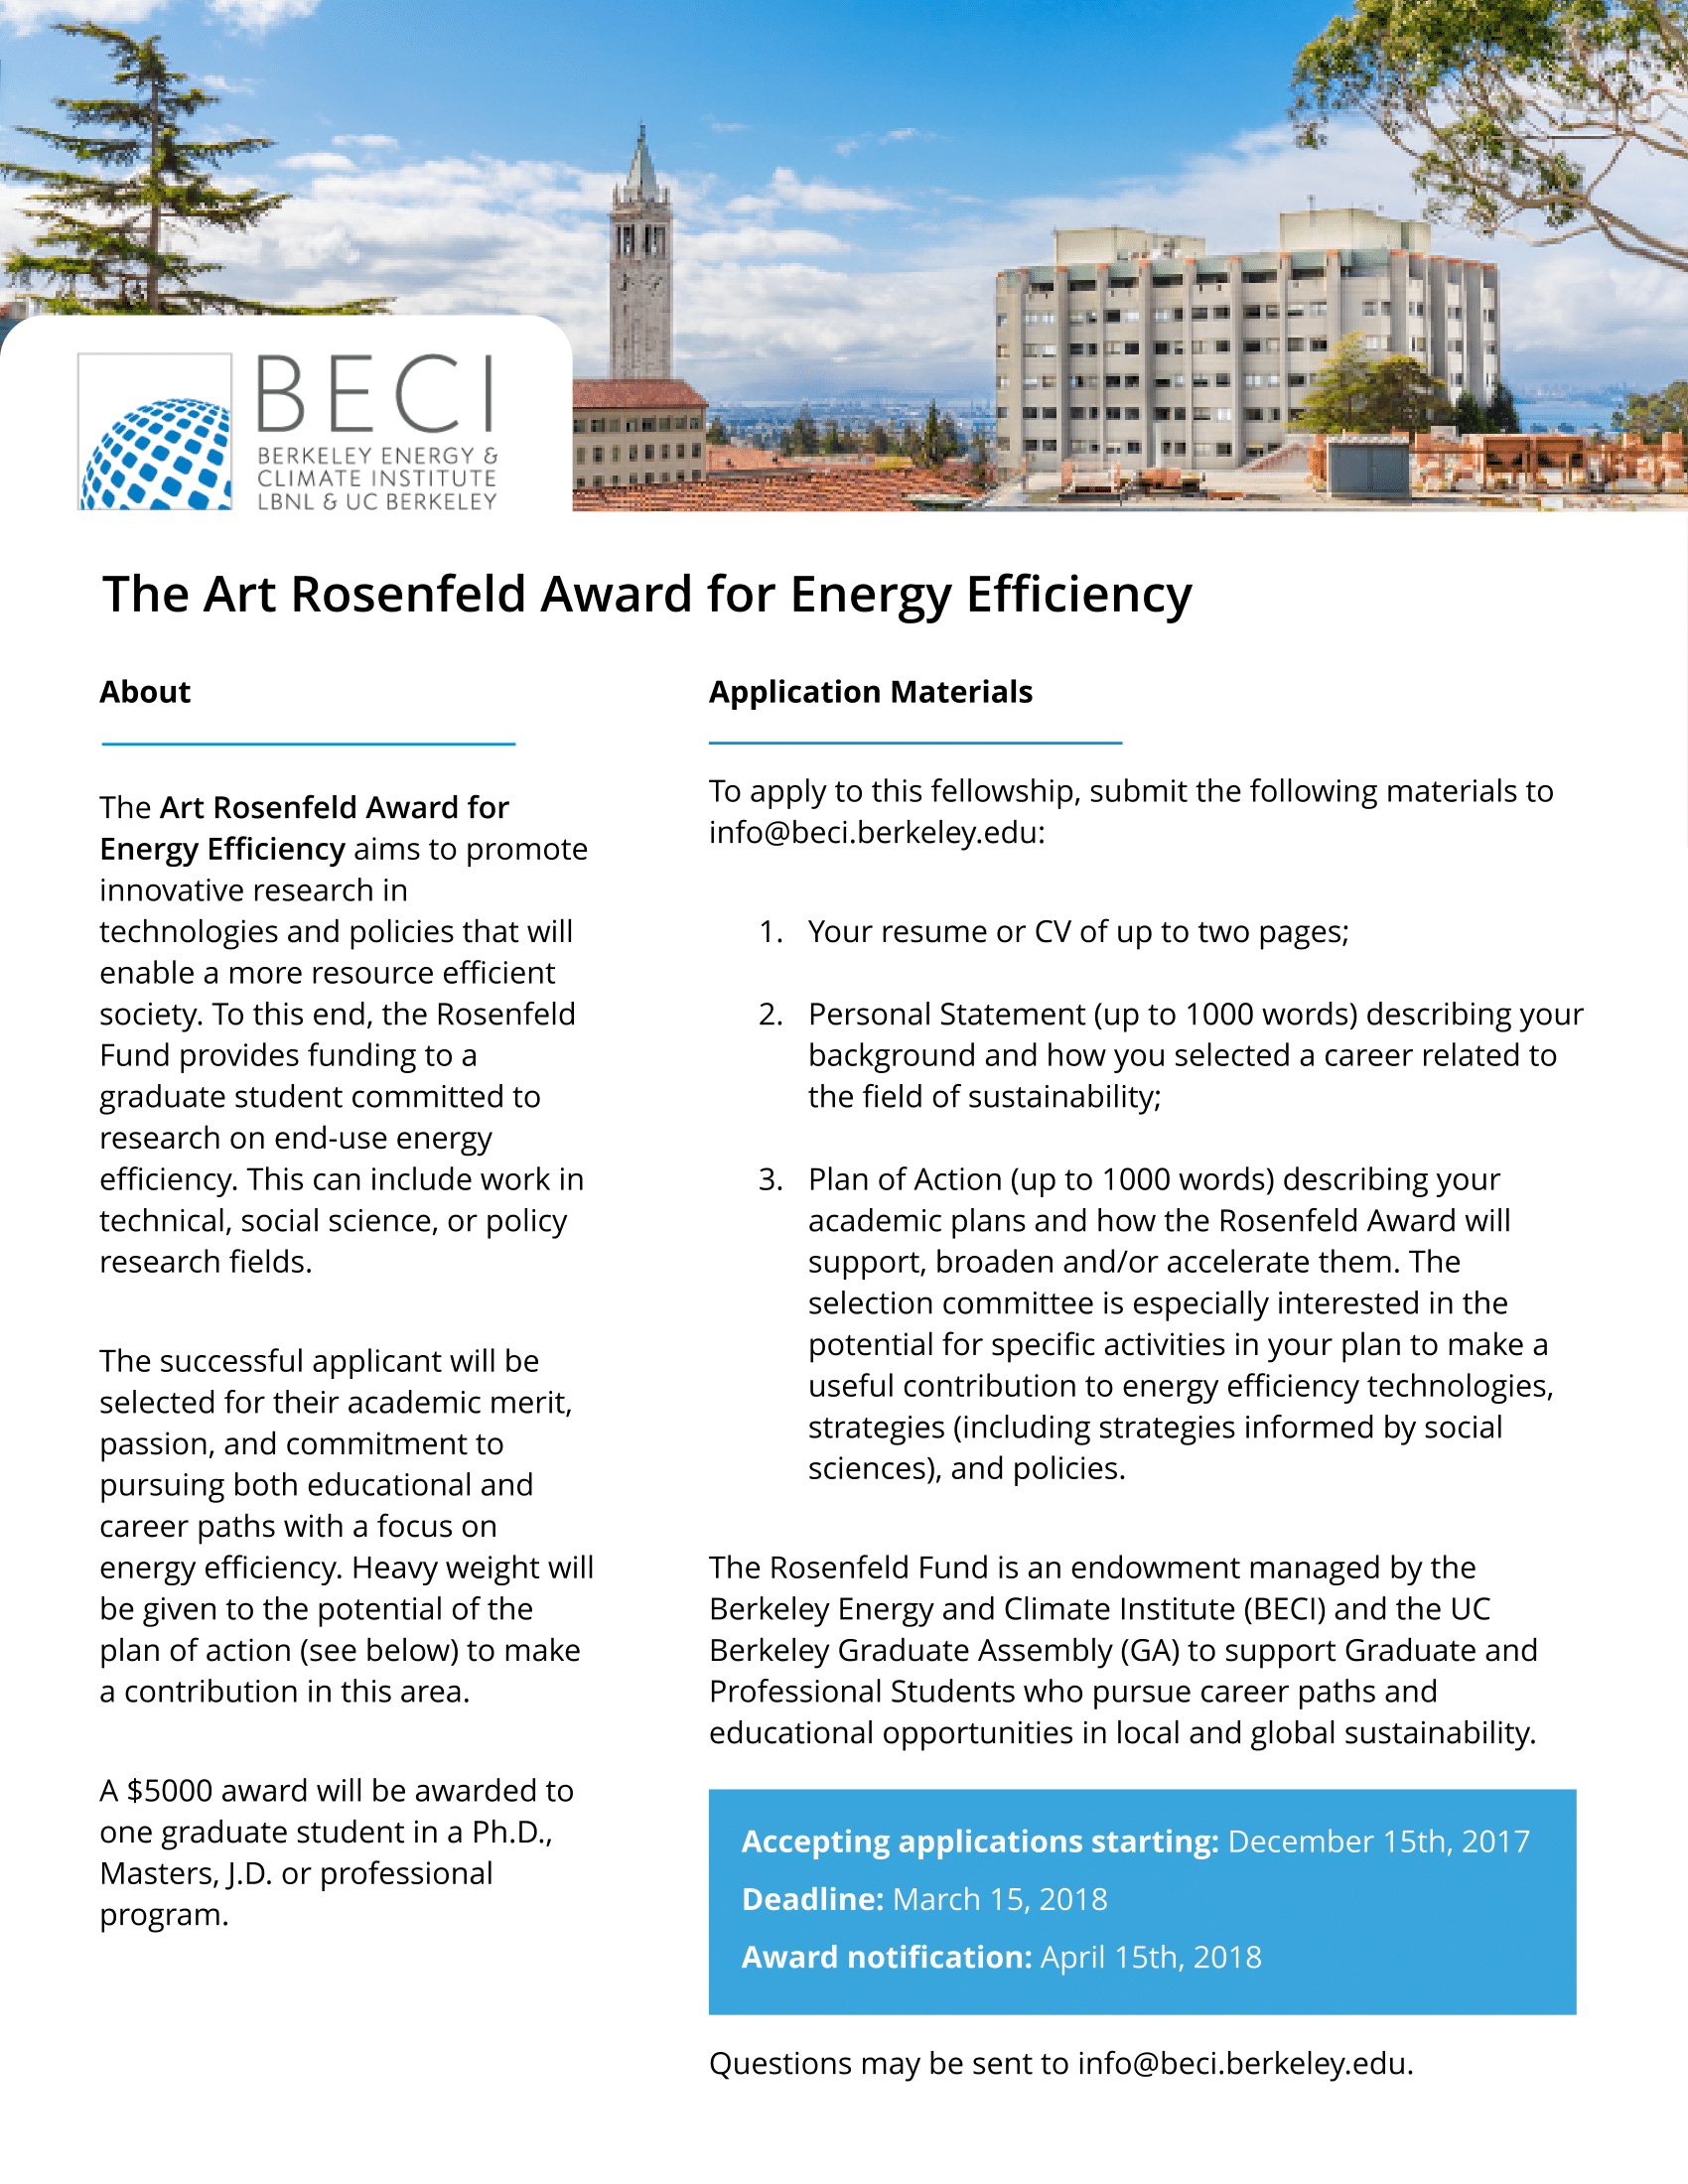 BECI
BERKELEY ENERGY &
CLIMATE INSTITUTE
LBNL & UC BERKELEY
The Art Rosenfeld Award for Energy Efficiency
About
The Art Rosenfeld Award for
Energy Efficiency aims to promote
innovative research in
technologies and policies that will
enable a more resource efficient
society. To this end, the Rosenfeld
Fund provides funding to a
graduate student committed to
research on end-use energy
efficiency. This can include work in
technical, social science, or policy
research fields.
The successful applicant will be
selected for their academic merit,
passion, and commitment to
pursuing both educational and
career paths with a focus on
energy efficiency. Heavy weight will
be given to the potential of the
plan of action (see below) to make
a contribution in this area.
A $5000 award will be awarded to
one graduate student in a Ph.D.,
Masters, J.D. or professional
program.
Application Materials
To apply to this fellowship, submit the following materials to
info@beci.berkeley.edu:
1. Your resume or CV of up to two pages;
2. Personal Statement (up to 1000 words) describing your
background and how you selected a career related to
the field of sustainability;
3. Plan of Action (up to 1000 words) describing your
academic plans and how the Rosenfeld Award will
support, broaden and/or accelerate them. The
selection committee is especially interested in the
potential for specific activities in your plan to make a
useful contribution to energy efficiency technologies,
strategies (including strategies informed by social
sciences), and policies.
The Rosenfeld Fund is an endowment managed by the
Berkeley Energy and Climate Institute (BECI) and the UC
Berkeley Graduate Assembly (GA) to support Graduate and
Professional Students who pursue career paths and
educational opportunities in local and global sustainability.
Accepting applications starting: December 15th, 2017
Deadline: March 15, 2018
Award notification: April 15th, 2018
Questions may be sent to info@beci.berkeley.edu.